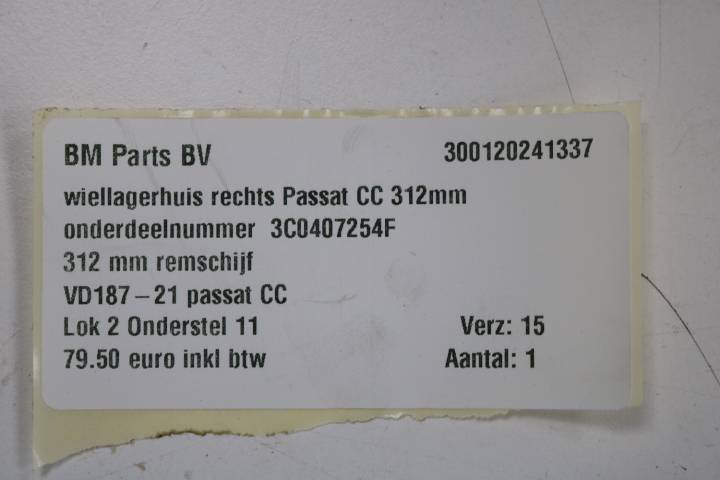 BM Parts BV 300120241337
wiellagerhuis rechts Passat CC 312mm
onderdeelnummer 3C0407254F
312 mm remschijf
VD187-21 passat CC
Lok 2 Onderstel 11 Verz: 15
79.50 euro inkl btw Aantal: 1